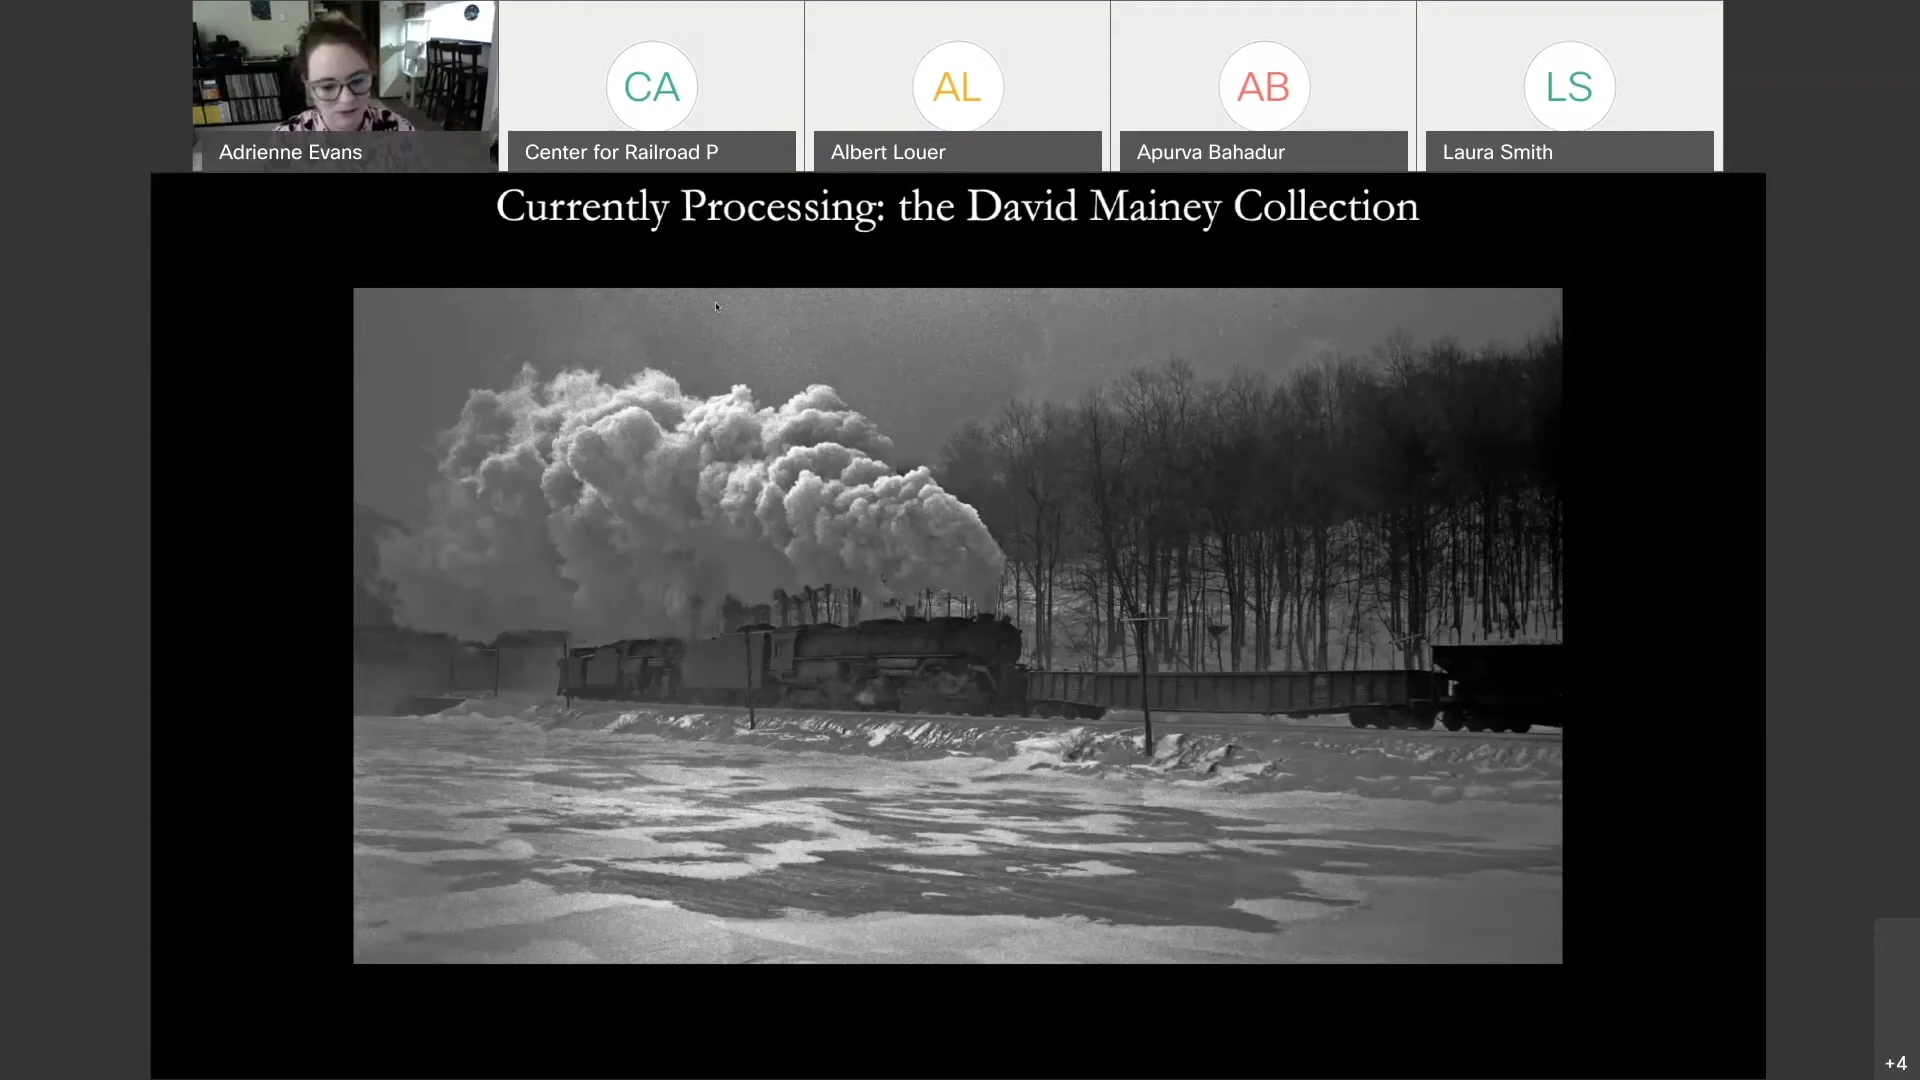 CA
AL
AB
LS
Adrienne Evans
Center for Railroad P
Albert Louer
Apurva Bahadur
Laura Smith
Currently Processing: the David Mainey Collection
+4